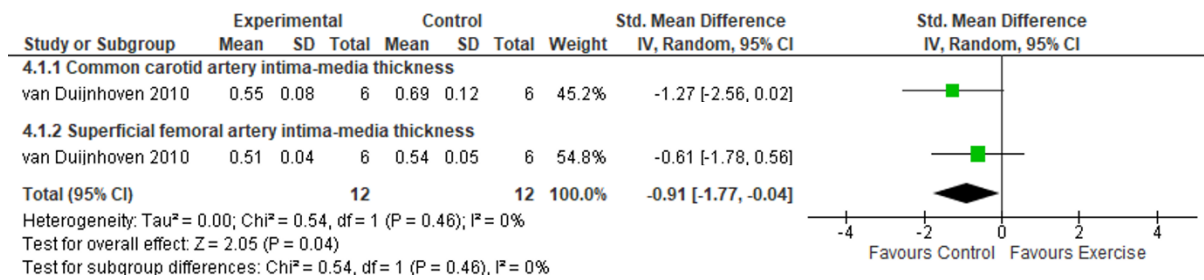 Experimental Control Std. Mean Difference Std. Mean Difference
Study or Subgroup Mean SD Total Mean SD Total Weight IV, Random, 95% CI IV, Random, 95% CI
4.1.1 Common carotid artery intima-media thickness
van Duijnhoven 2010 0.55 0.08 6 0.69 0.12 6 45.2% -1.27 [-2.56, 0.02]
4.1.2 Superficial femoral artery intima-media thickness
van Duijnhoven 2010 0.51 0.04 6 0.54 0.05 6 54.8% -0.61 [-1.78, 0.56]
Total (95% CI) 12 12 100.0% -0.91 [-1.77, -0.04]
Heterogeneity: Tau² = 0.00; Chi² = 0.54, df = 1 (P = 0.46); I² = 0%
Test for overall effect: Z = 2.05 (P = 0.04)
Test for subgroup differences: Chi² = 0.54, df = 1 (P = 0.46), I² = 0%
-4 -2 0 2 4
Favours Control Favours Exercise